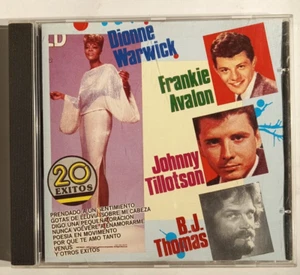 CD
Dionne
Warwick
Frankie
Avalon
Johnny
Tillotson
B.J.
Thomas
20
EXITOS
PRENDADO A UN SENTIMIENTO
GOTAS DE LLUVIA SOBRE MI CABEZA
DIGO UNA PEQUEÑA ORACION
NUNCA VOLVERE A ENAMORARME
POESIA EN MOVIMIENTO
POR QUE TE AMO TANTO
VENUS
Y OTROS EXITOS